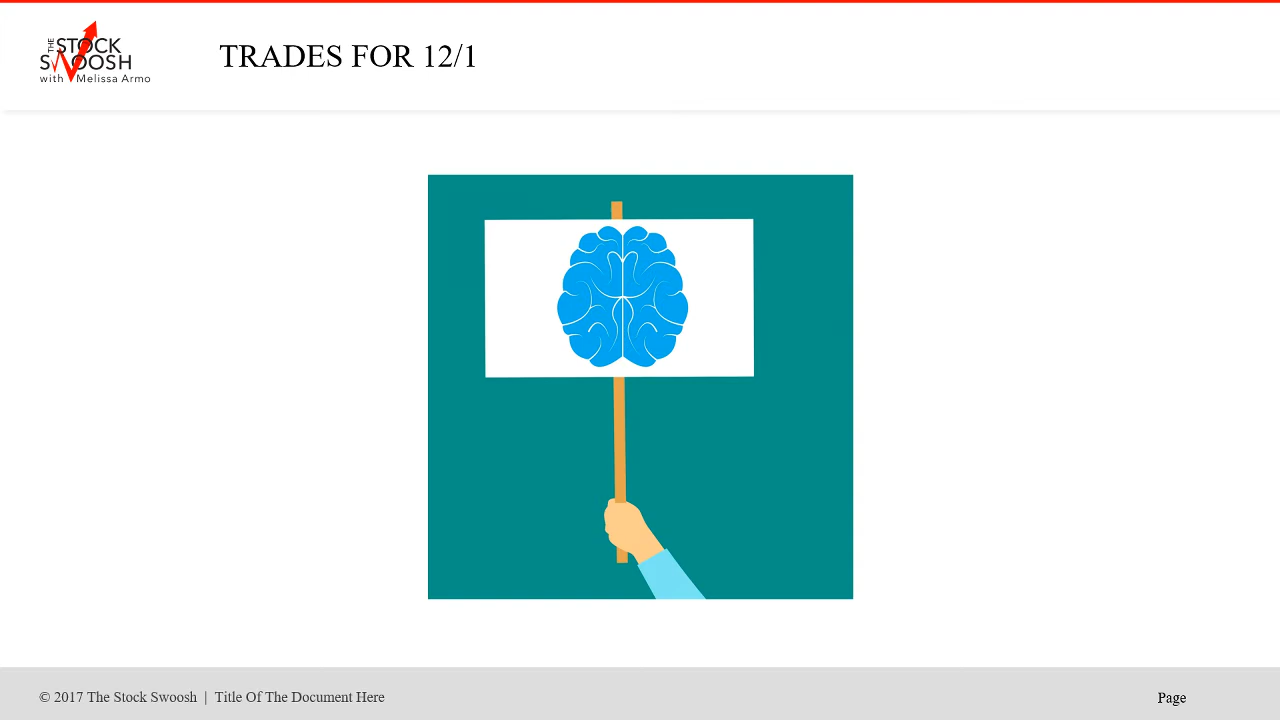 THE STOCK
SWOOSH
with Melissa Armo
TRADES FOR 12/1
© 2017 The Stock Swoosh | Title Of The Document Here
Page